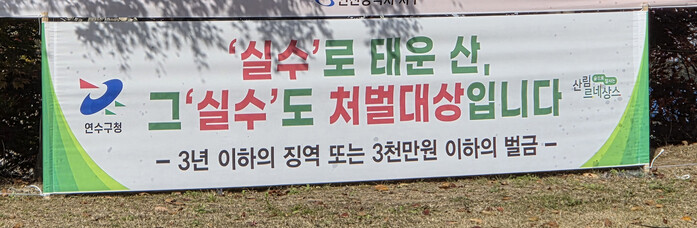 '실수'로 태운 산,
그'실수'도 처벌대상입니다
연수구청
산림
르네상스
- 3년 이하의 징역 또는 3천만원 이하의 벌금 -